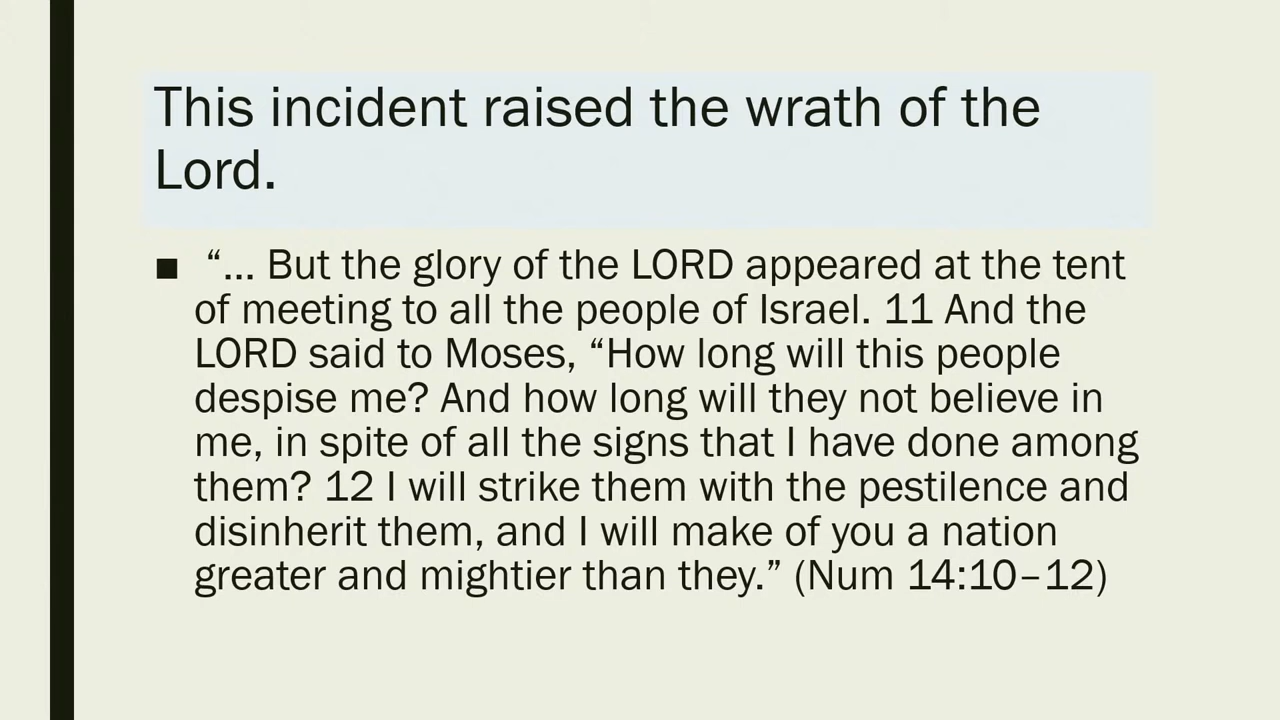 This incident raised the wrath of the
Lord.
■ “... But the glory of the LORD appeared at the tent
of meeting to all the people of Israel. 11 And the
LORD said to Moses, “How long will this people
despise me? And how long will they not believe in
me, in spite of all the signs that I have done among
them? 12 I will strike them with the pestilence and
disinherit them, and I will make of you a nation
greater and mightier than they.” (Num 14:10–12)